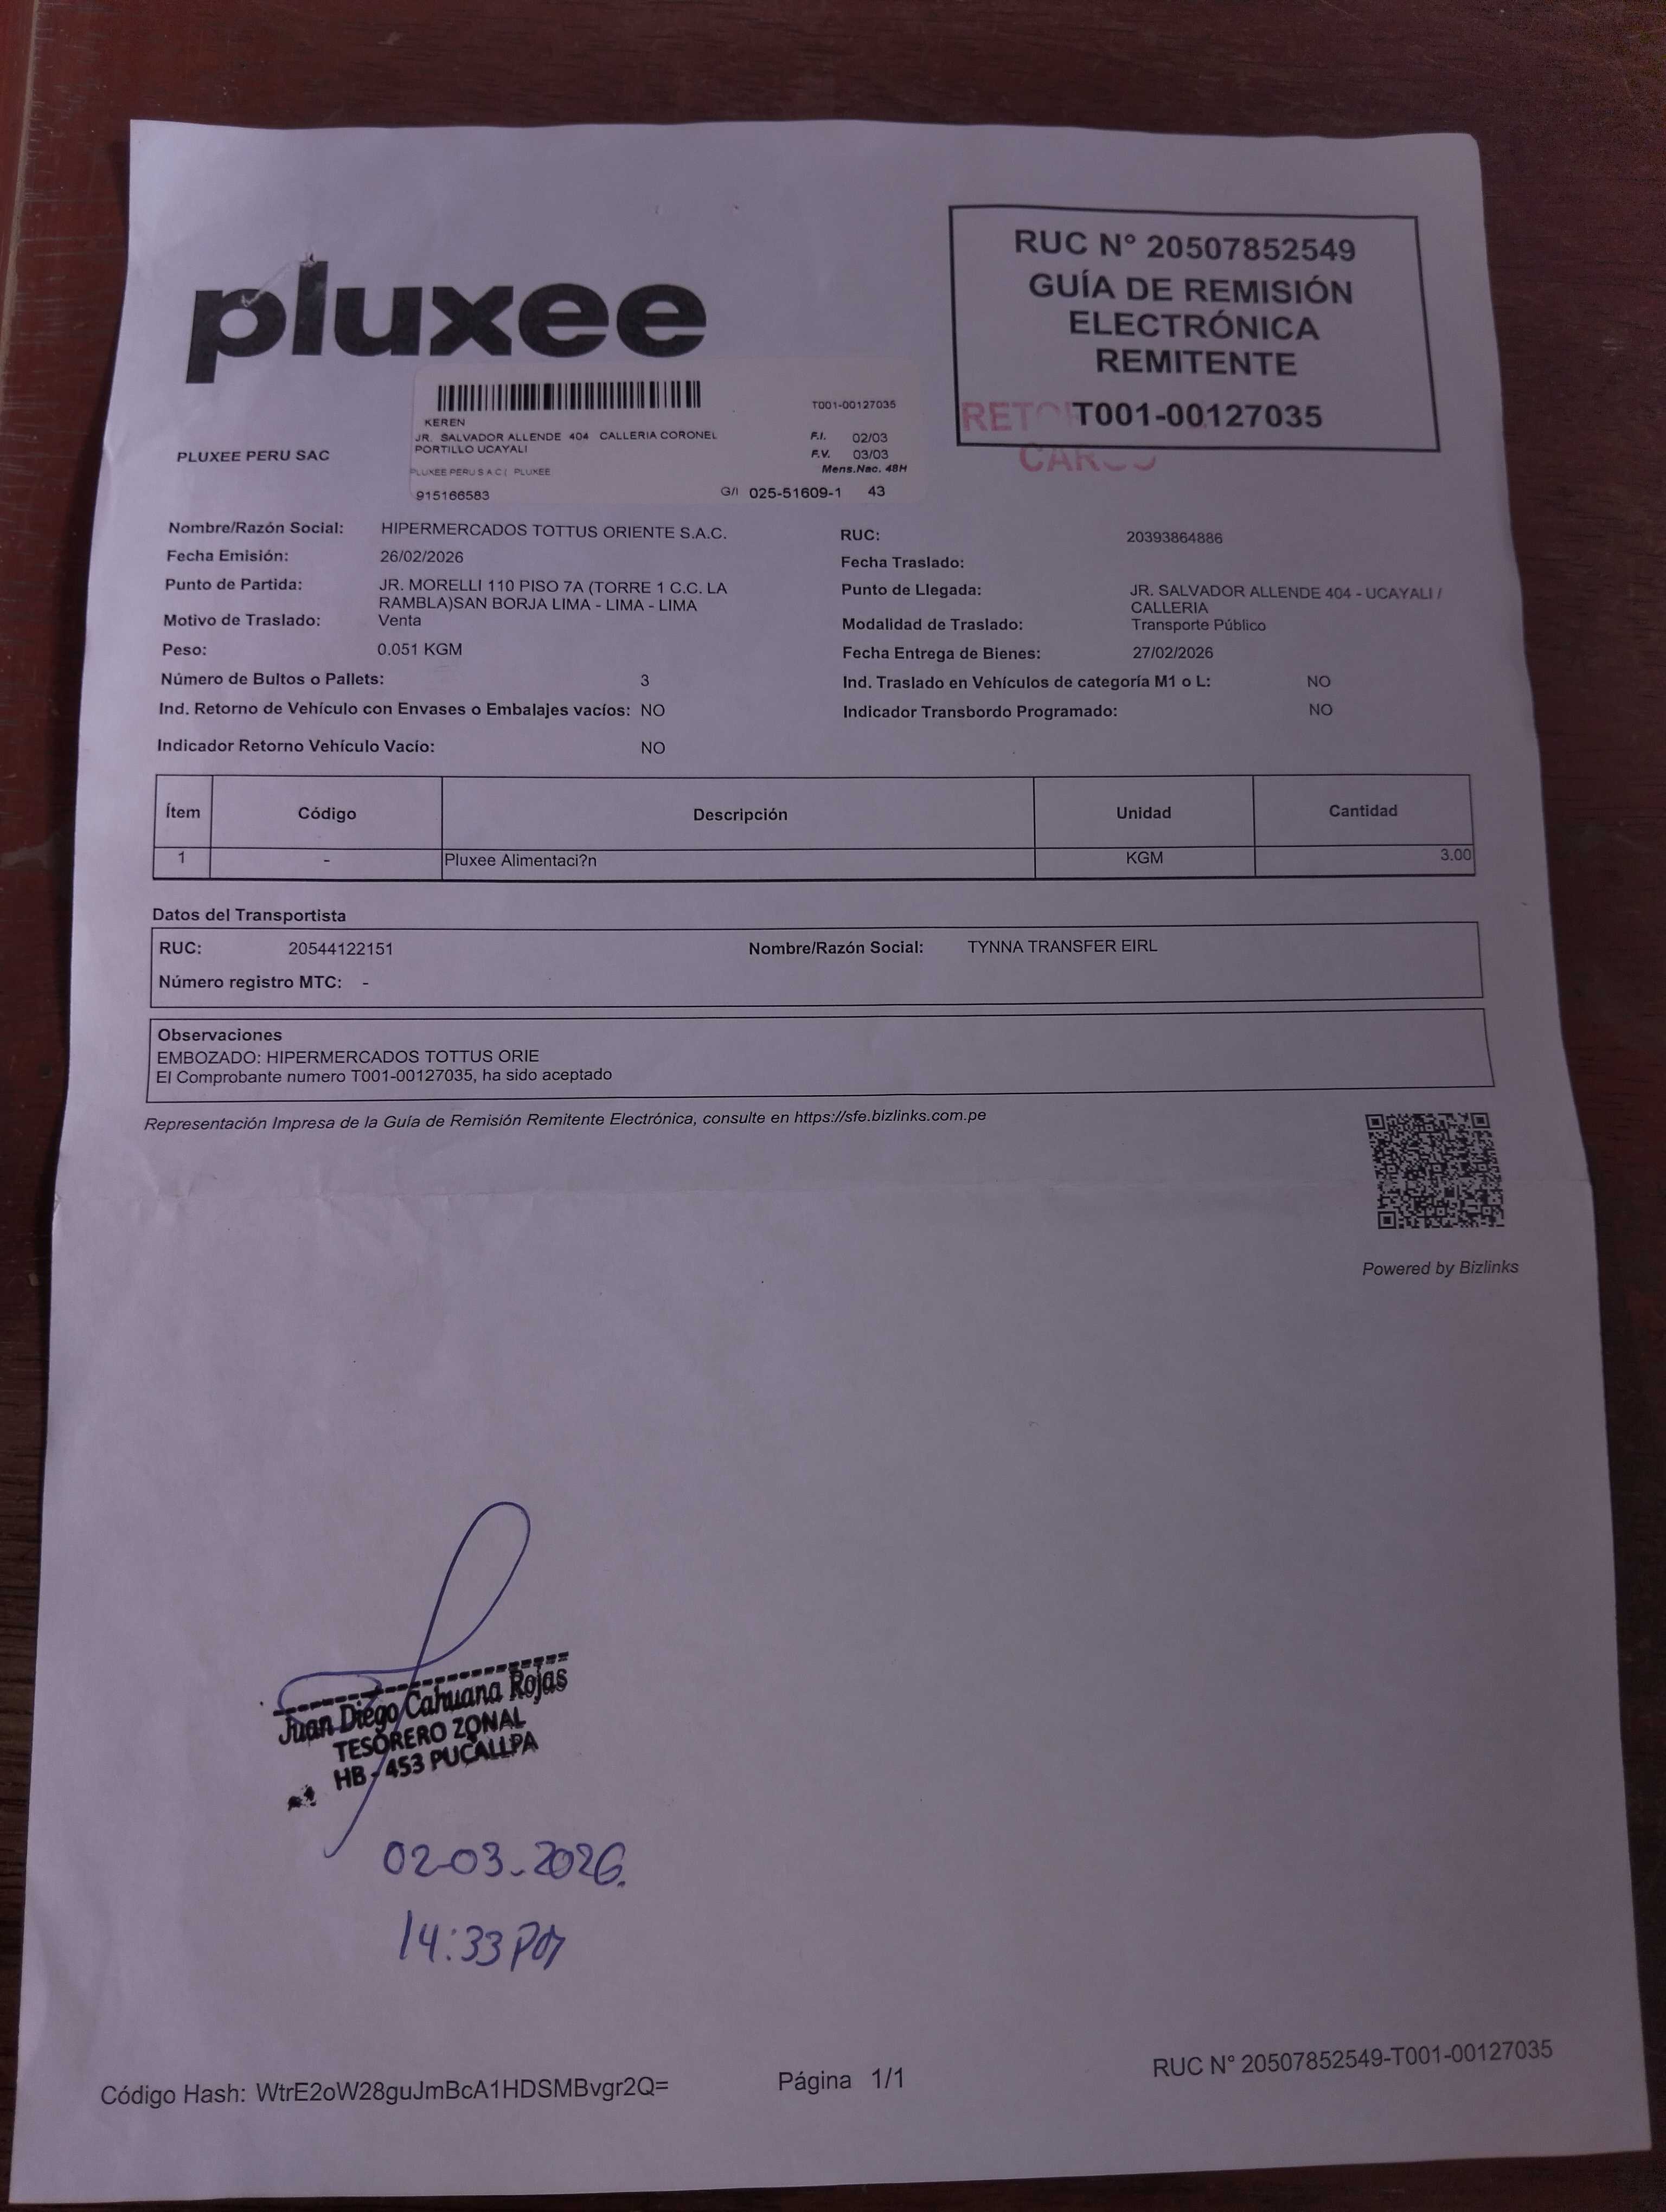 pluxee
RUC N° 20507852549
GUÍA DE REMISIÓN
ELECTRÓNICA
REMITENTE
T001-00127035
CARGO
PLUXEE PERU SAC
KEREN
JR. SALVADOR ALLENDE 404 CALLERIA CORONEL
PORTILLO UCAYALI
PLUXEE PERU S A C | PLUXEE
915166583
T001-00127035
F.I. 02/03
F.V. 03/03
Mens.Nac. 48H
G/I 025-51609-1 43
Nombre/Razón Social: HIPERMERCADOS TOTTUS ORIENTE S.A.C.
RUC: 20393864886
Fecha Emisión: 26/02/2026
Fecha Traslado:
Punto de Partida: JR. MORELLI 110 PISO 7A (TORRE 1 C.C. LA
RAMBLA)SAN BORJA LIMA - LIMA - LIMA
Punto de Llegada: JR. SALVADOR ALLENDE 404 - UCAYALI /
CALLERIA
Motivo de Traslado: Venta
Modalidad de Traslado: Transporte Público
Peso: 0.051 KGM
Fecha Entrega de Bienes: 27/02/2026
Número de Bultos o Pallets: 3
Ind. Traslado en Vehículos de categoría M1 o L: NO
Ind. Retorno de Vehículo con Envases o Embalajes vacíos: NO
Indicador Transbordo Programado: NO
Indicador Retorno Vehículo Vacío: NO
Ítem Código Descripción Unidad Cantidad
1 - Pluxee Alimentaci?n KGM 3.00
Datos del Transportista
RUC: 20544122151 Nombre/Razón Social: TYNNA TRANSFER EIRL
Número registro MTC: -
Observaciones
EMBOZADO: HIPERMERCADOS TOTTUS ORIE
El Comprobante numero T001-00127035, ha sido aceptado
Representación Impresa de la Guía de Remisión Remitente Electrónica, consulte en https://sfe.bizlinks.com.pe
Powered by Bizlinks
Juan Diego Cahuana Rojas
TESORERO ZONAL
HB - 453 PUCALLPA
02-03-2026.
14:33 PM
Código Hash: WtrE2oW28guJmBcA1HDSMBvgr2Q=
Página 1/1
RUC N° 20507852549-T001-00127035